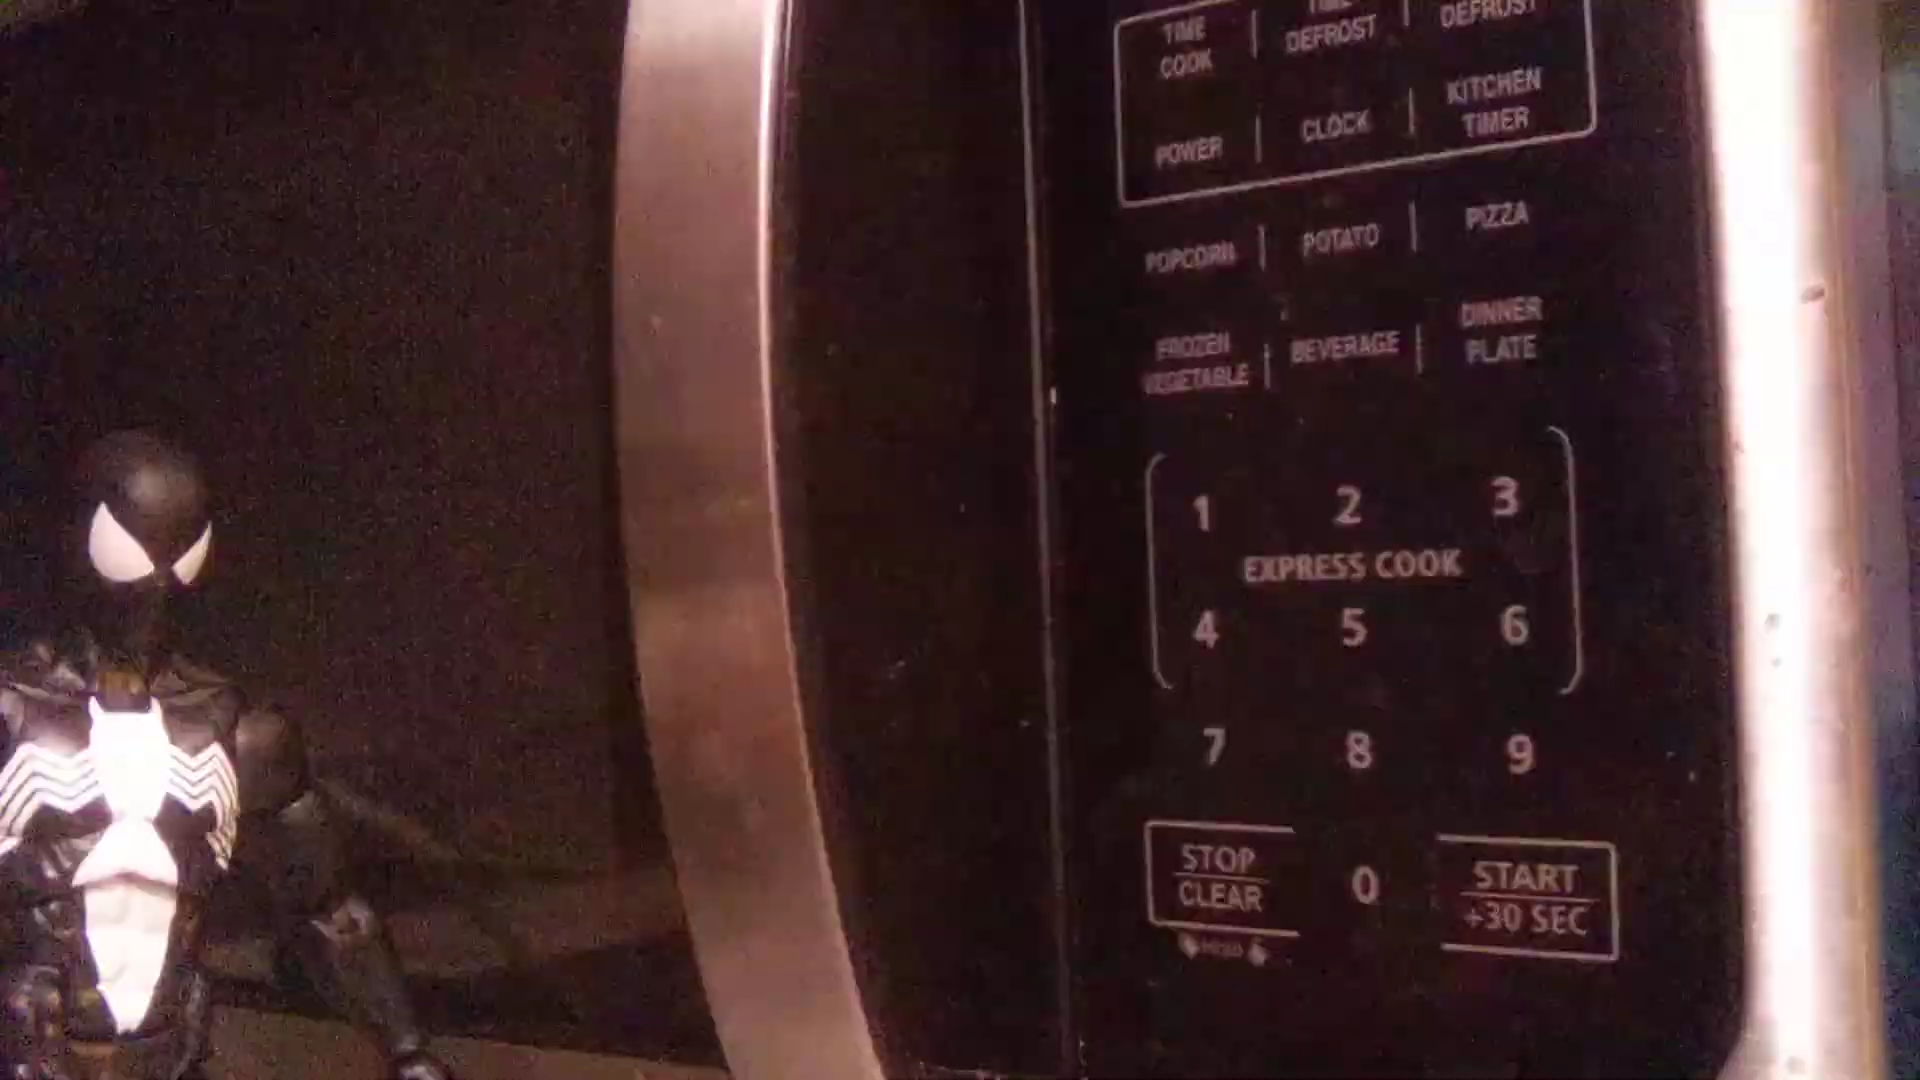 TIME DEFROST
TIME COOK
DEFROST
POWER
CLOCK
KITCHEN TIMER
POPCORN
POTATO
PIZZA
FROZEN VEGETABLE
BEVERAGE
DINNER PLATE
1 2 3
EXPRESS COOK
4 5 6
7 8 9
STOP
CLEAR
0
START
+30 SEC